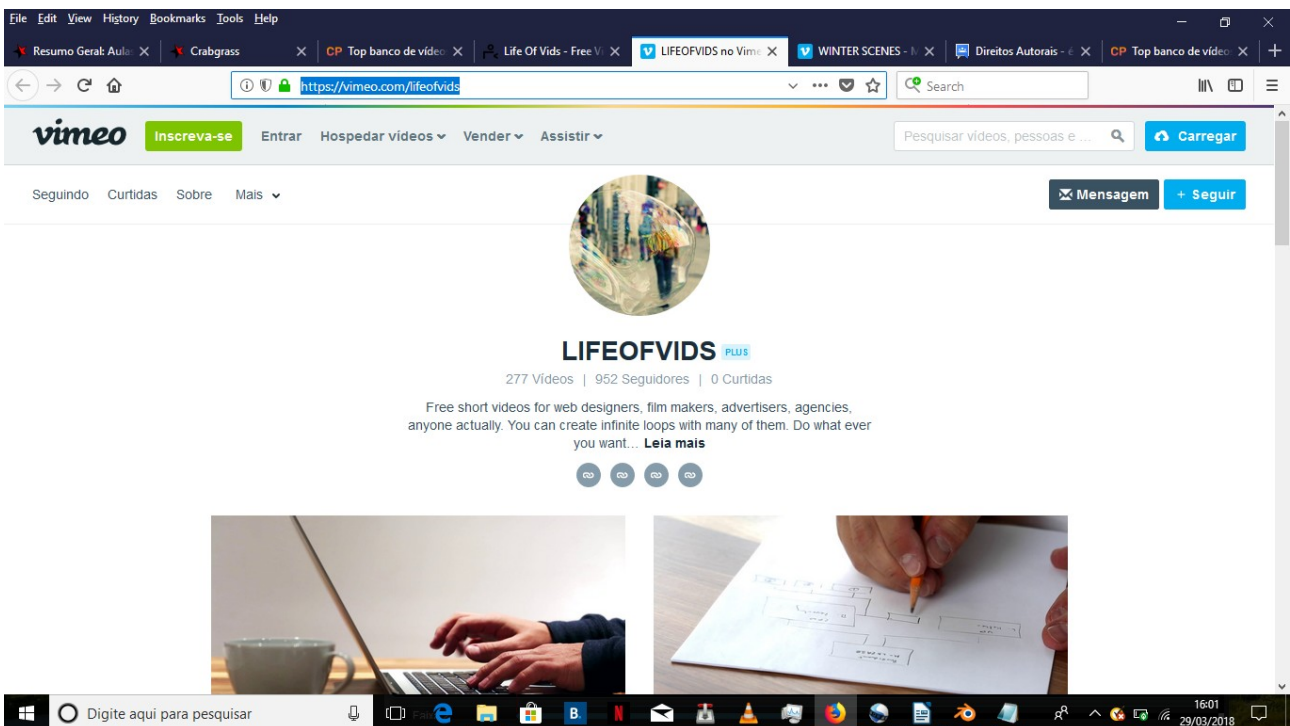 File Edit View History Bookmarks Tools Help
Resumo Geral: Aula Crabgrass CP Top banco de vídeo Life Of Vids - Free V LIFEOFVIDS no Vime WINTER SCENES - Direitos Autorais - é CP Top banco de vídeo
https://vimeo.com/lifeofvids Search
vimeo Inscreva-se Entrar Hospedar vídeos Vender Assistir Pesquisar vídeos, pessoas e ... Carregar
Seguindo Curtidas Sobre Mais Mensagem + Seguir
LIFEOFVIDS PLUS
277 Vídeos | 952 Seguidores | 0 Curtidas
Free short videos for web designers, film makers, advertisers, agencies,
anyone actually. You can create infinite loops with many of them. Do what ever
you want... Leia mais
Digite aqui para pesquisar B. N 16:01
29/03/2018